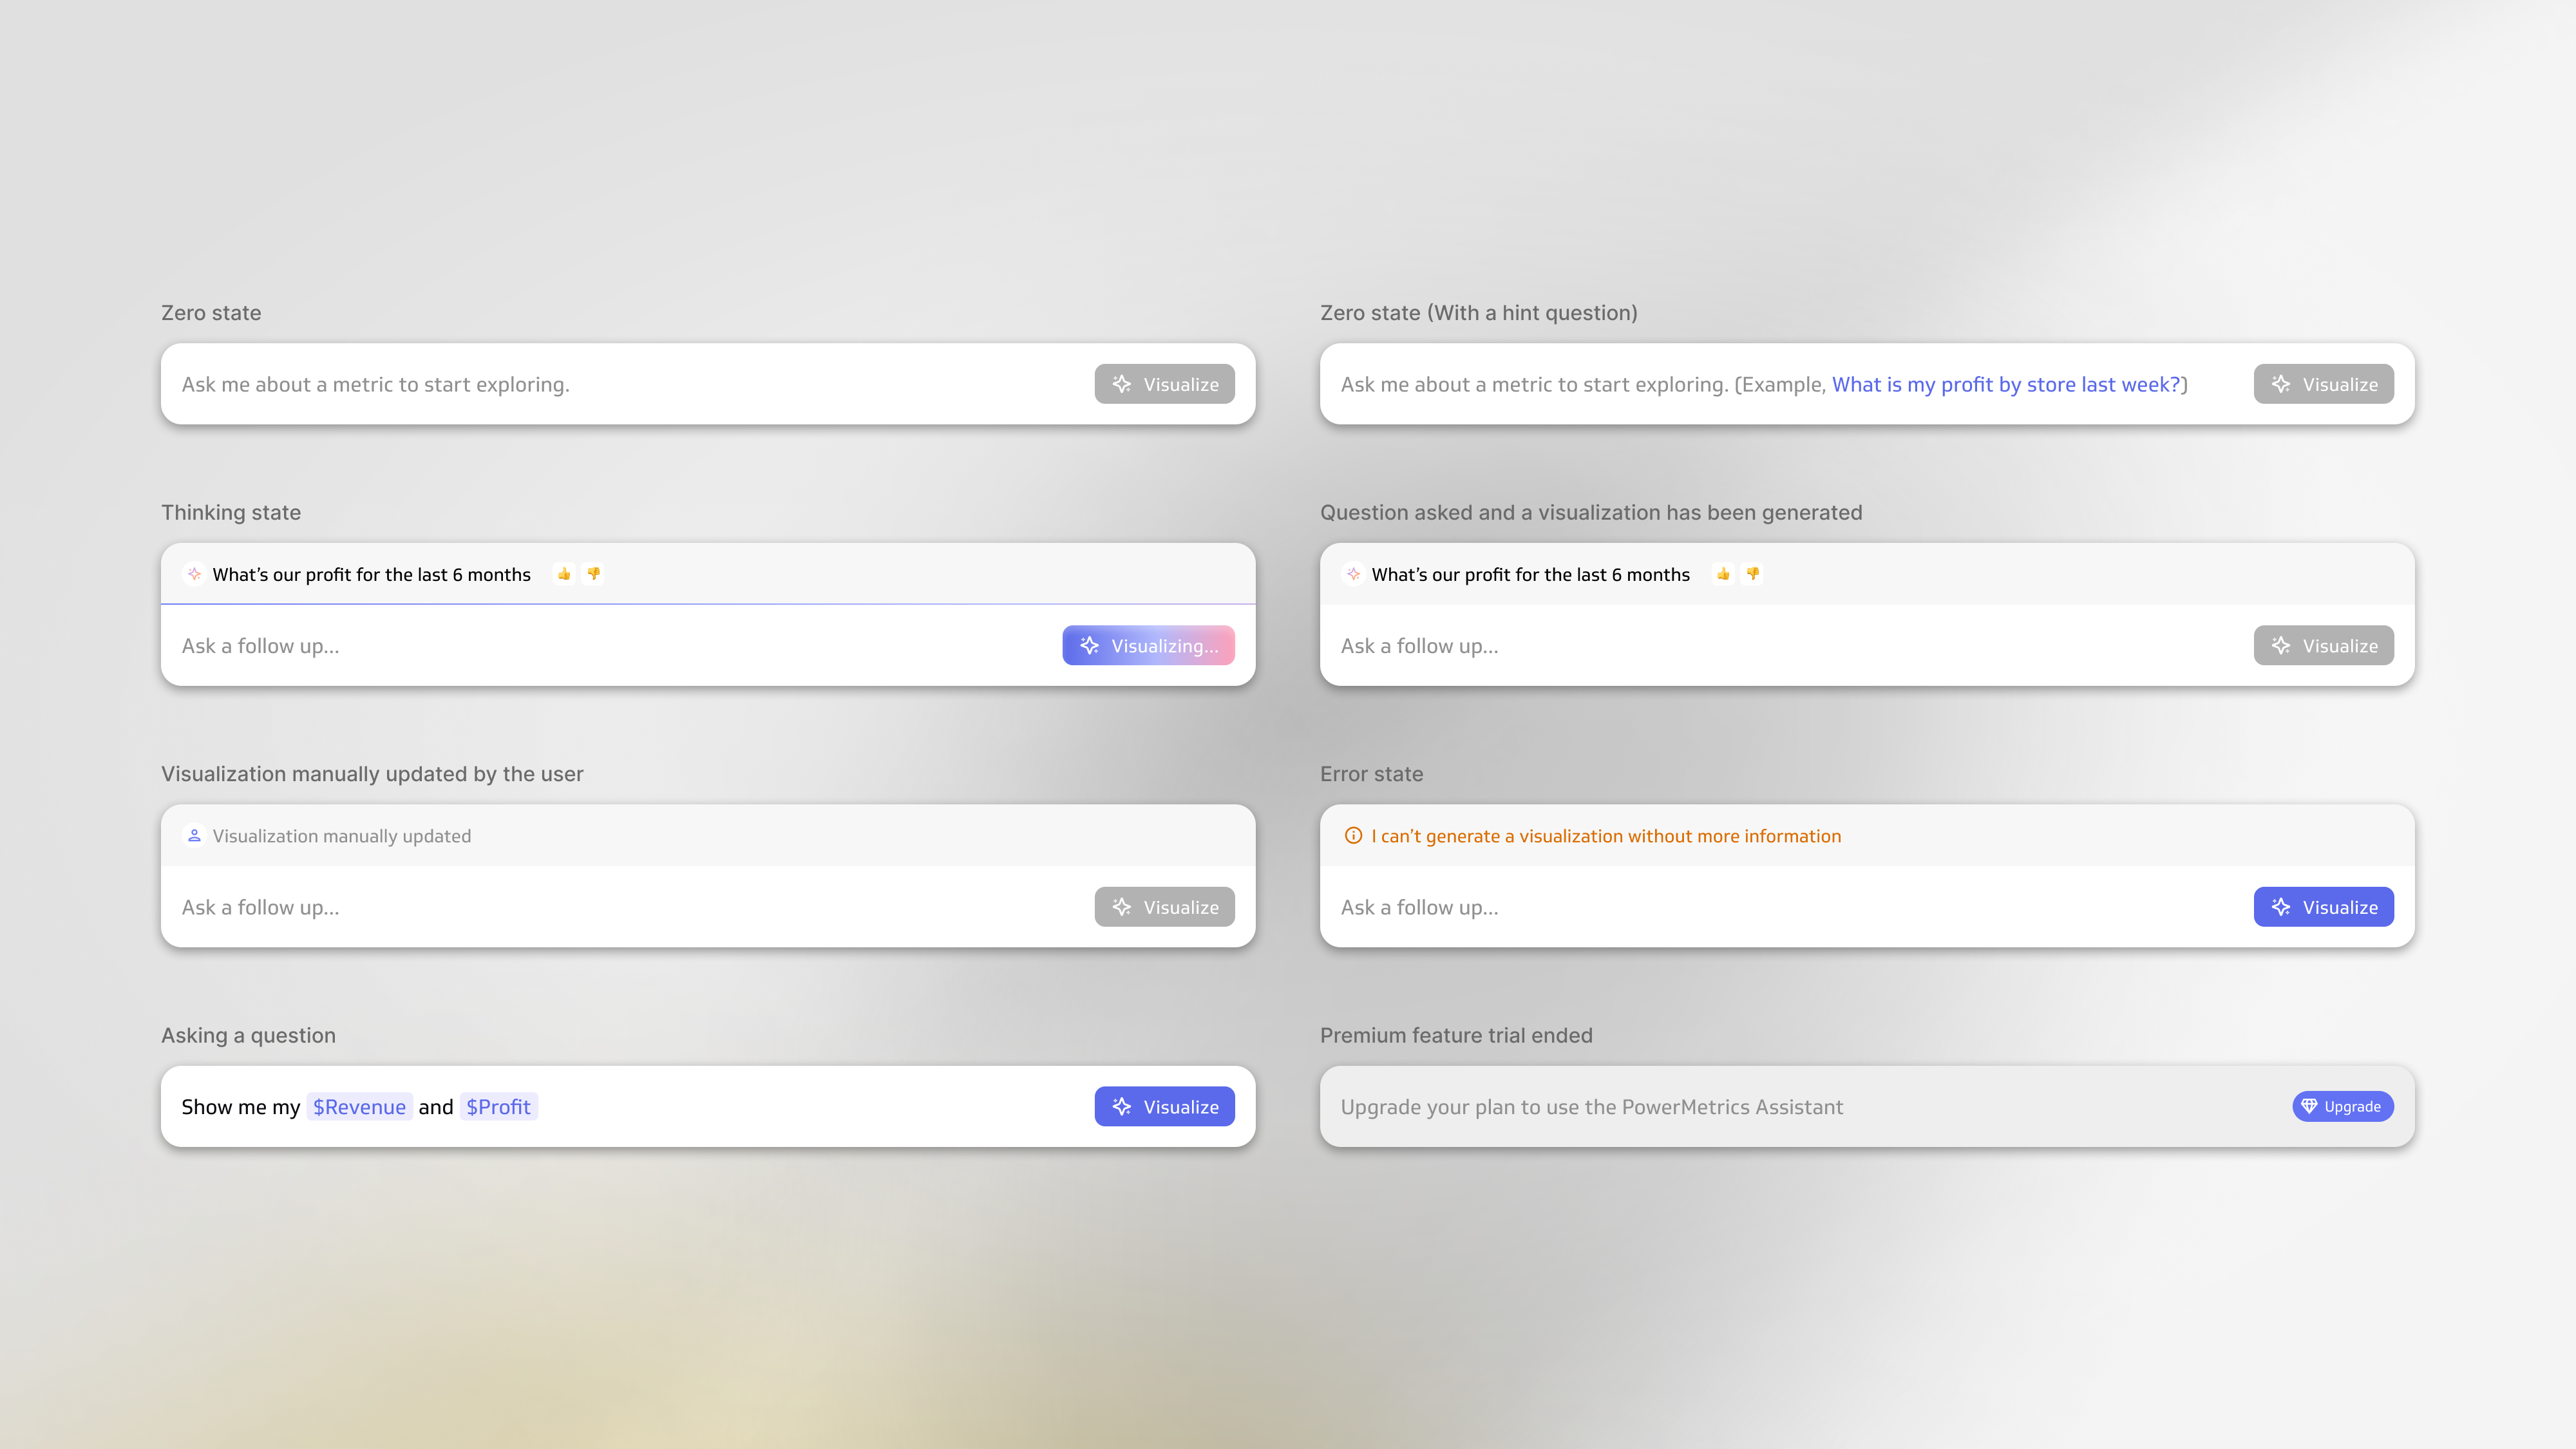 Zero state
Ask me about a metric to start exploring.
Visualize
Zero state (With a hint question)
Ask me about a metric to start exploring. (Example, What is my profit by store last week?)
Visualize
Thinking state
What’s our profit for the last 6 months
Ask a follow up...
Visualizing...
Question asked and a visualization has been generated
What’s our profit for the last 6 months
Ask a follow up...
Visualize
Visualization manually updated by the user
Visualization manually updated
Ask a follow up...
Visualize
Error state
I can’t generate a visualization without more information
Ask a follow up...
Visualize
Asking a question
Show me my $Revenue and $Profit
Visualize
Premium feature trial ended
Upgrade your plan to use the PowerMetrics Assistant
Upgrade